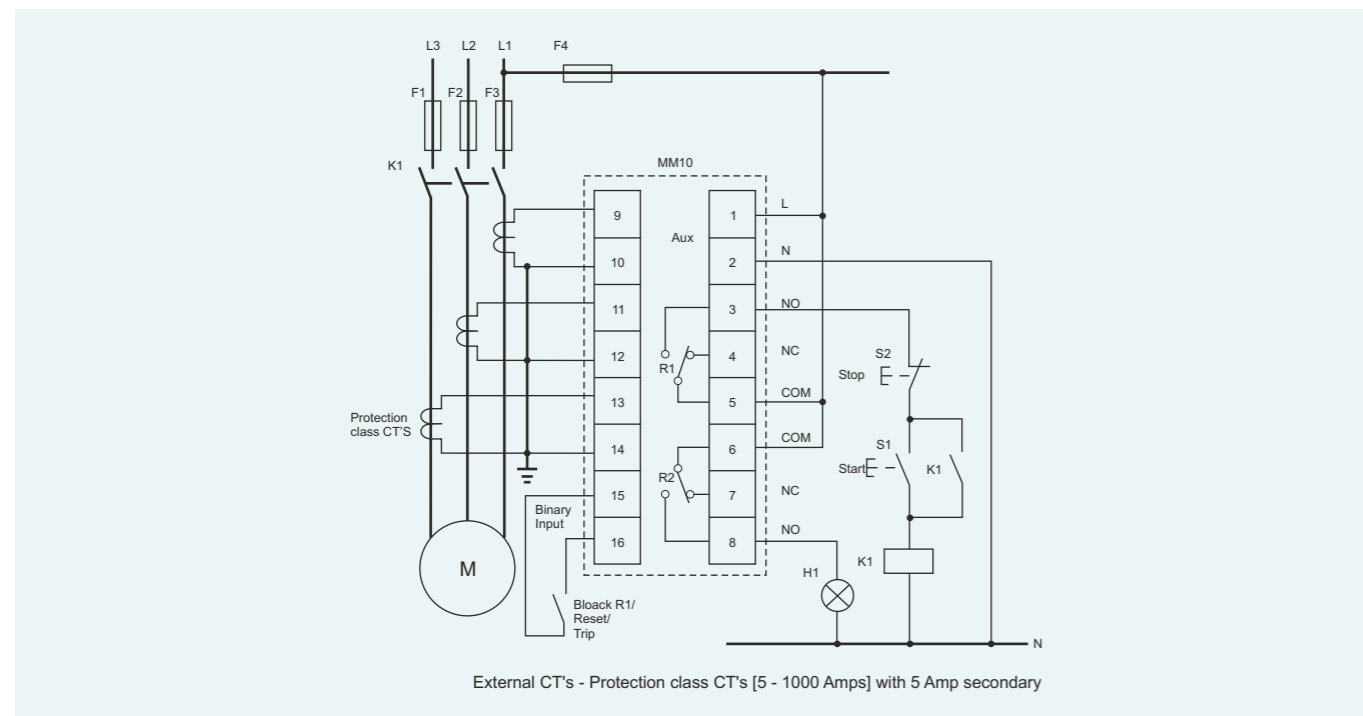 L3 L2 L1 F4
F1 F2 F3
K1
MM10
9 1 L
Aux
10 2 N
11 3 NO
12 4 NC
R1
S2
Stop
13 5 COM
Protection
class CT'S
14 6 COM
S1
Start K1
R2
15 7 NC
Binary
Input
16 8 NO
K1
M
H1
Bloack R1/
Reset/
Trip
N
External CT's - Protection class CT's [5 - 1000 Amps] with 5 Amp secondary